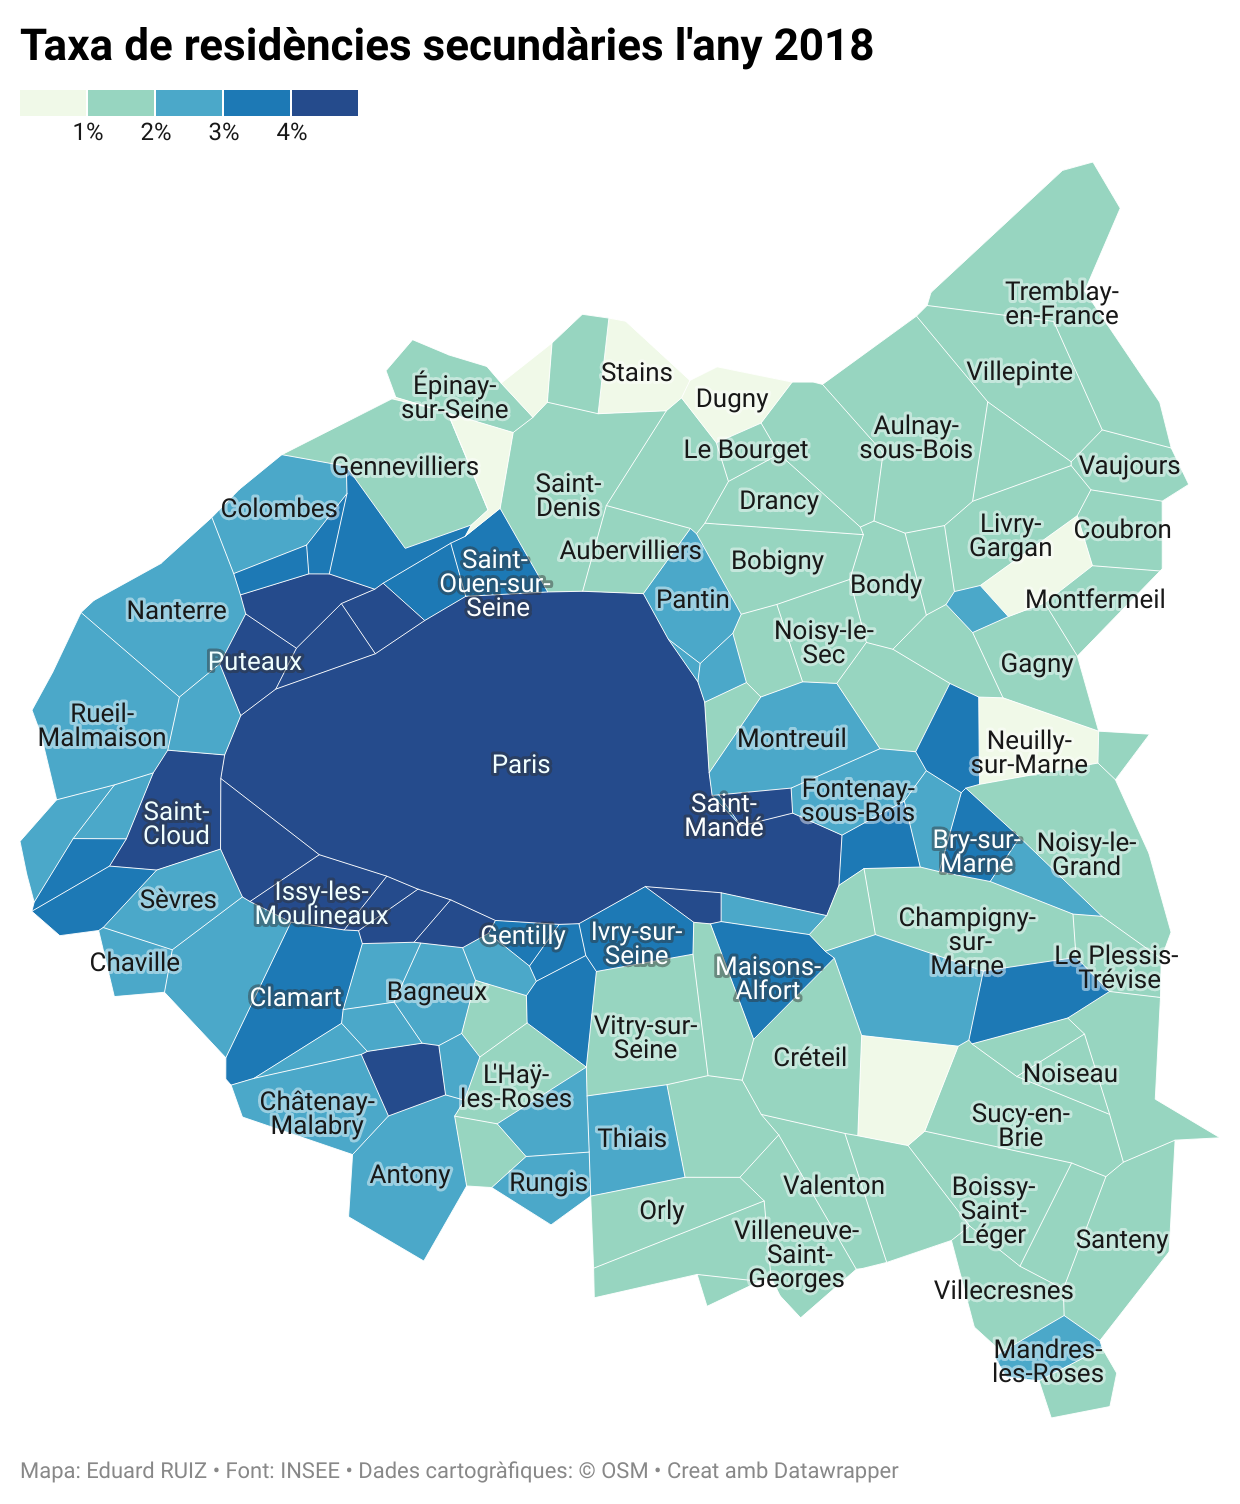 Taxa de residències secundàries l'any 2018
1% 2% 3% 4%
Tremblay-
en-France
Villepinte
Stains
Épinay-
sur-Seine
Dugny
Aulnay-
sous-Bois
Le Bourget
Gennevilliers
Vaujours
Saint-
Denis
Drancy
Colombes
Livry-
Gargan
Coubron
Aubervilliers
Bobigny
Saint-
Ouen-sur-
Seine
Bondy
Pantin
Montfermeil
Nanterre
Noisy-le-
Sec
Puteaux
Gagny
Rueil-
Malmaison
Montreuil
Neuilly-
sur-Marne
Paris
Saint-
Mandé
Fontenay-
sous-Bois
Saint-
Cloud
Bry-sur-
Marne
Noisy-le-
Grand
Sèvres
Issy-les-
Moulineaux
Gentilly
Ivry-sur-
Seine
Champigny-
sur-
Marne
Chaville
Le Plessis-
Trévise
Maisons-
Alfort
Clamart
Bagneux
Vitry-sur-
Seine
Créteil
Noiseau
L'Haÿ-
les-Roses
Châtenay-
Malabry
Sucy-en-
Brie
Thiais
Antony
Rungis
Valenton
Boissy-
Saint-
Léger
Orly
Villeneuve-
Saint-
Georges
Santeny
Villecresnes
Mandres-
les-Roses
Mapa: Eduard RUIZ • Font: INSEE • Dades cartogràfiques: © OSM • Creat amb Datawrapper